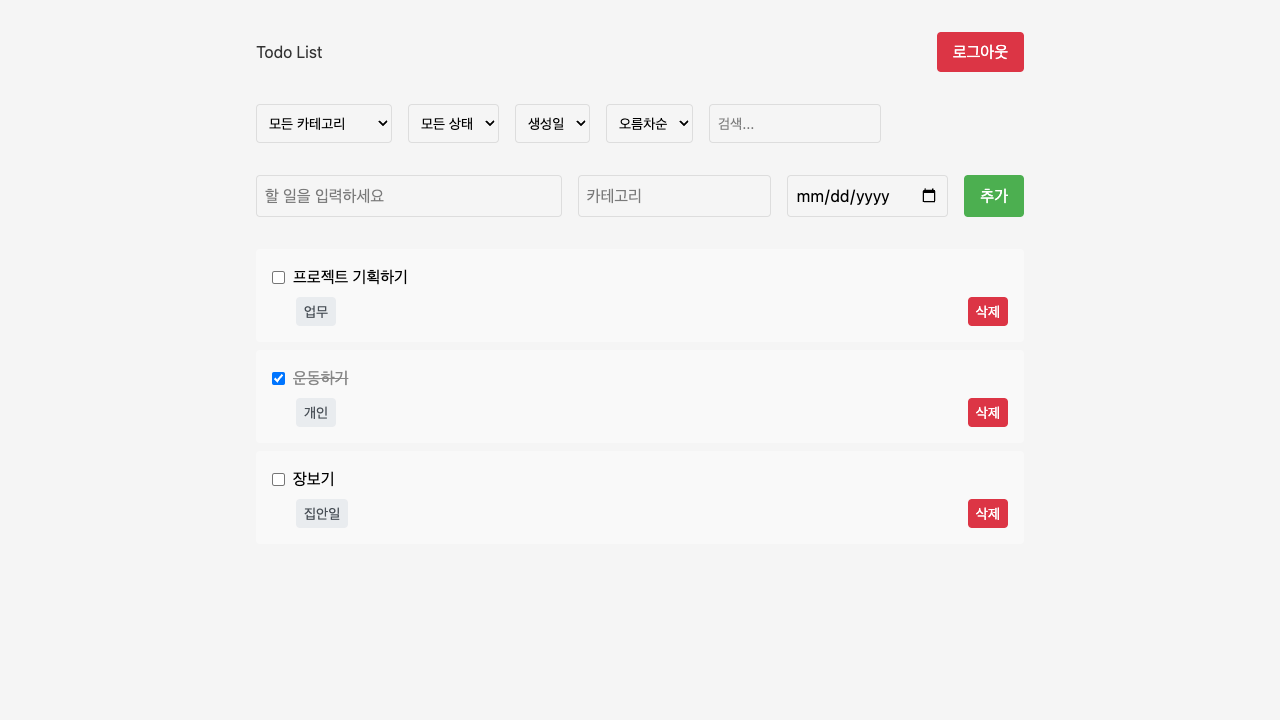 Todo List 로그아웃
모든 카테고리 모든 상태 생성일 오름차순 검색...
할 일을 입력하세요 카테고리 mm/dd/yyyy 추가
프로젝트 기획하기
업무 삭제
운동하기
개인 삭제
장보기
집안일 삭제